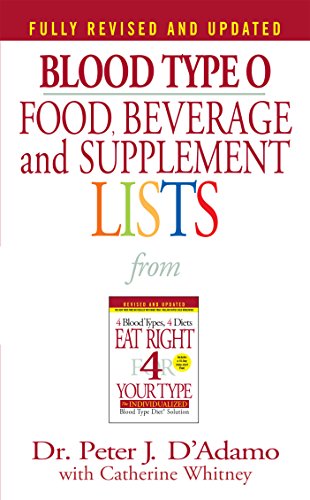 FULLY REVISED AND UPDATED
BLOOD TYPE O
FOOD, BEVERAGE
and SUPPLEMENT
LISTS
from
REVISED AND UPDATED
4 Blood Types, 4 Diets
EAT RIGHT
FOR
4
YOUR TYPE
The INDIVIDUALIZED
Blood Type Diet® Solution
Dr. Peter J. D'Adamo
with Catherine Whitney